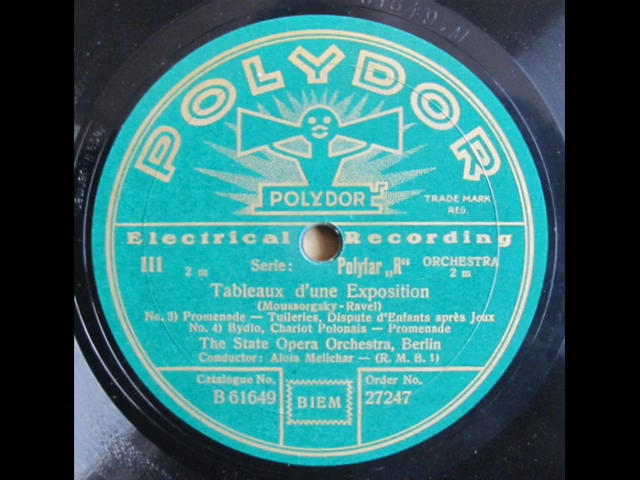 POLYDOR
POLYDOR
TRADE MARK
REG.
Electrical Recording
III 2 m Serie: Polyfar „R“ ORCHESTRA
2 m
Tableaux d'une Exposition
(Moussorgsky-Ravel)
No. 3) Promenade — Tuileries, Dispute d'Enfants après Jeux
No. 4) Bydlo, Chariot Polonais — Promenade
The State Opera Orchestra, Berlin
Conductor: Alois Melichar — (R. M. B. 1)
Catalogue No. Order No.
B 61649 BIEM 27247